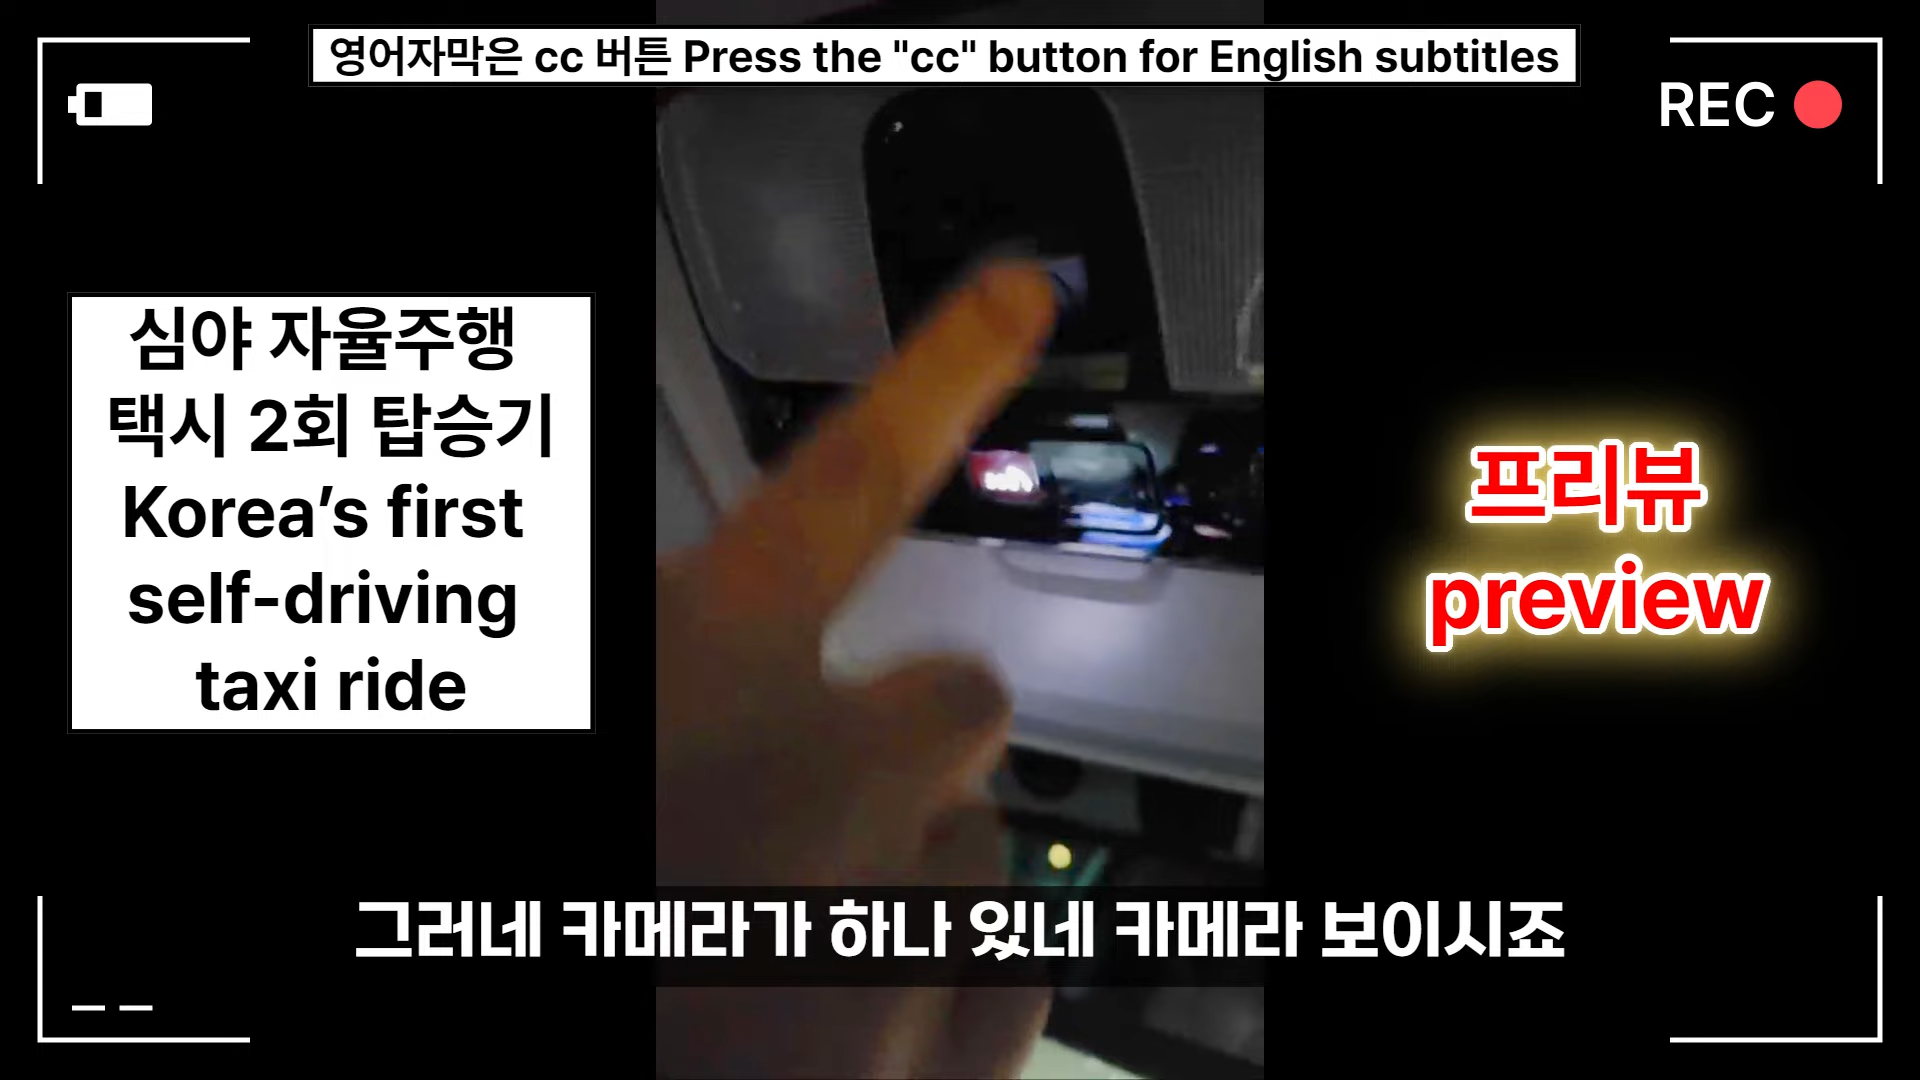 영어자막은 cc 버튼 Press the "cc" button for English subtitles
REC
심야 자율주행
택시 2회 탑승기
Korea’s first
self-driving
taxi ride
프리뷰
preview
그러네 카메라가 하나 있네 카메라 보이시죠